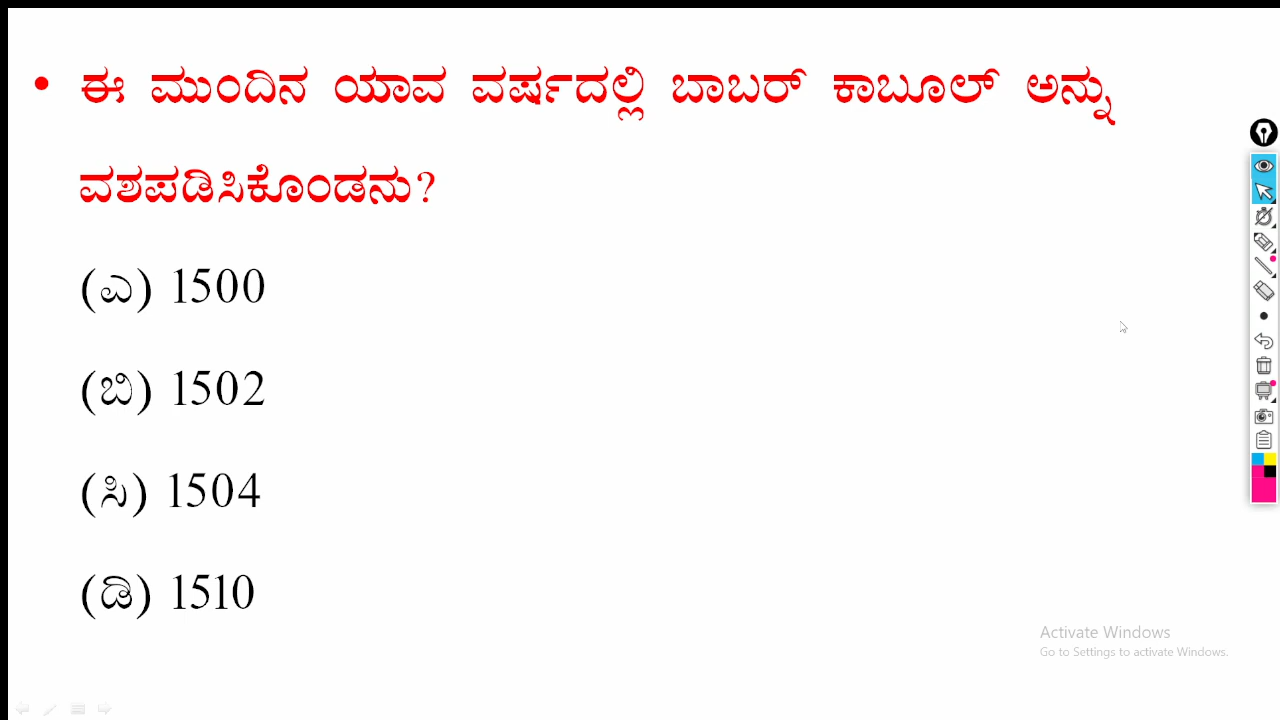 • ಈ ಮುಂದಿನ ಯಾವ ವರ್ಷದಲ್ಲಿ ಬಾಬರ್ ಕಾಬೂಲ್ ಅನ್ನು
ವಶಪಡಿಸಿಕೊಂಡನು?
(ಎ) 1500
(ಬಿ) 1502
(ಸಿ) 1504
(ಡಿ) 1510
Activate Windows
Go to Settings to activate Windows.